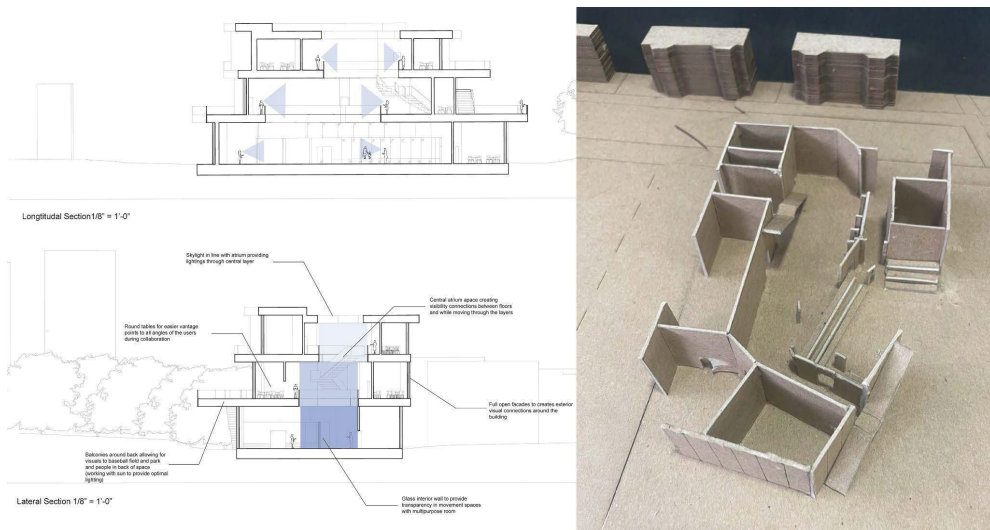 Longtitudal Section1/8" = 1'-0"
Skylight in line with atrium providing
lightings through central layer
Central atrium space creating
visibility connections between floors
and while moving through the layers
Round tables for easier vantage
points to all angles of the users
during collaboration
Full open facades to creates exterior
visual connections around the
building
Balconies around back allowing for
visuals to baseball field and park
and people in back of space
(working with sun to provide optimal
lighting)
Glass interior wall to provide
transparency in movement spaces
with multipurpose room
Lateral Section 1/8" = 1'-0"